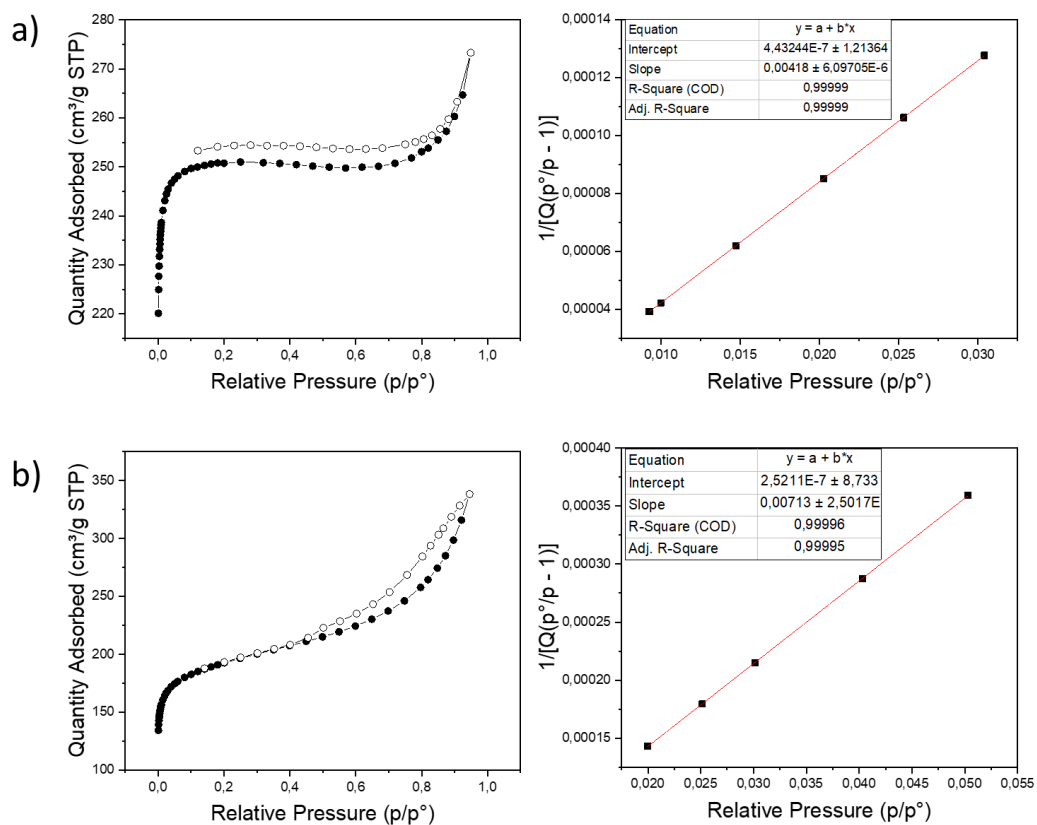 a)
Quantity Adsorbed (cm³/g STP)
280
270
260
250
240
230
220
0,0 0,2 0,4 0,6 0,8 1,0
Relative Pressure (p/p°)
1/[Q(p°/p - 1)]
0,00014
0,00012
0,00010
0,00008
0,00006
0,00004
0,010 0,015 0,020 0,025 0,030
Relative Pressure (p/p°)
Equation y = a + b*x
Intercept 4,43244E-7 ± 1,21364
Slope 0,00418 ± 6,09705E-6
R-Square (COD) 0,99999
Adj. R-Square 0,99999
b)
Quantity Adsorbed (cm³/g STP)
350
300
250
200
150
100
0,0 0,2 0,4 0,6 0,8 1,0
Relative Pressure (p/p°)
1/[Q(p°/p - 1)]
0,00040
0,00035
0,00030
0,00025
0,00020
0,00015
0,020 0,025 0,030 0,035 0,040 0,045 0,050 0,055
Relative Pressure (p/p°)
Equation y = a + b*x
Intercept 2,5211E-7 ± 8,733
Slope 0,00713 ± 2,5017E
R-Square (COD) 0,99996
Adj. R-Square 0,99995